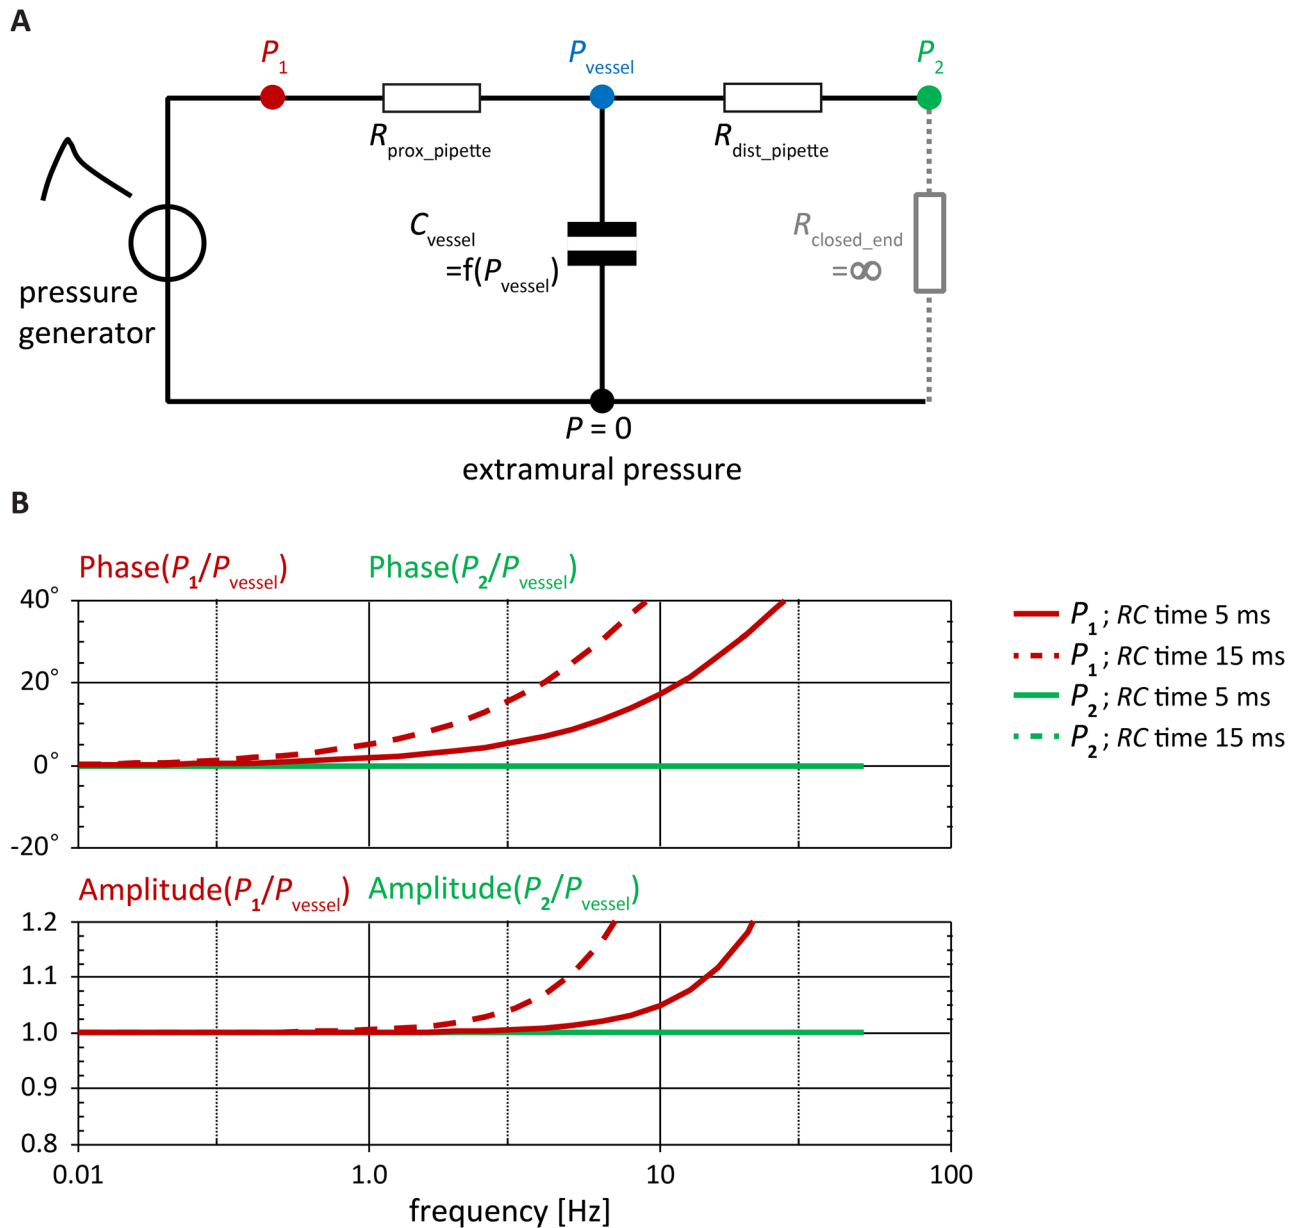 A
P1
Pvessel
P2
Rprox_pipette
Rdist_pipette
Cvessel
=f(Pvessel)
Rclosed_end
=∞
pressure
generator
P = 0
extramural pressure
B
Phase(P1/Pvessel) Phase(P2/Pvessel)
40°
20°
0°
-20°
P1 ; RC time 5 ms
P1 ; RC time 15 ms
P2 ; RC time 5 ms
P2 ; RC time 15 ms
Amplitude(P1/Pvessel) Amplitude(P2/Pvessel)
1.2
1.1
1.0
0.9
0.8
0.01 1.0 10 100
frequency [Hz]